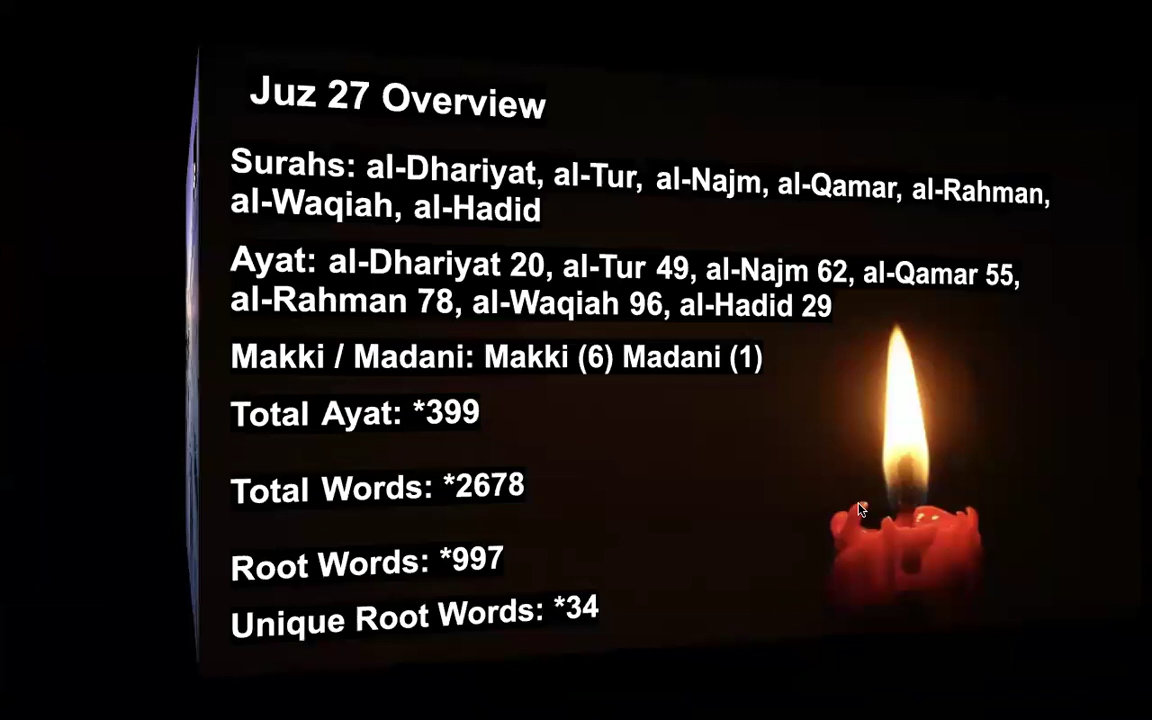 Juz 27 Overview
Surahs: al-Dhariyat, al-Tur, al-Najm, al-Qamar, al-Rahman,
al-Waqiah, al-Hadid
Ayat: al-Dhariyat 20, al-Tur 49, al-Najm 62, al-Qamar 55,
al-Rahman 78, al-Waqiah 96, al-Hadid 29
Makki / Madani: Makki (6) Madani (1)
Total Ayat: *399
Total Words: *2678
Root Words: *997
Unique Root Words: *34